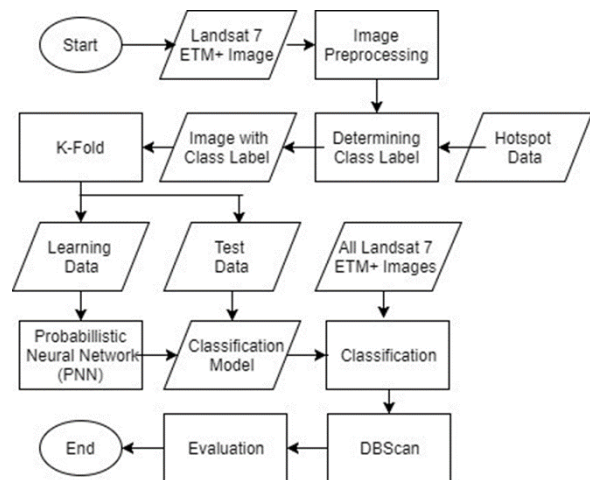 Start
Landsat 7
ETM+ Image
Image
Preprocessing
K-Fold
Image with
Class Label
Determining
Class Label
Hotspot
Data
Learning
Data
Test
Data
All Landsat 7
ETM+ Images
Probabillistic
Neural Network
(PNN)
Classification
Model
Classification
End
Evaluation
DBScan